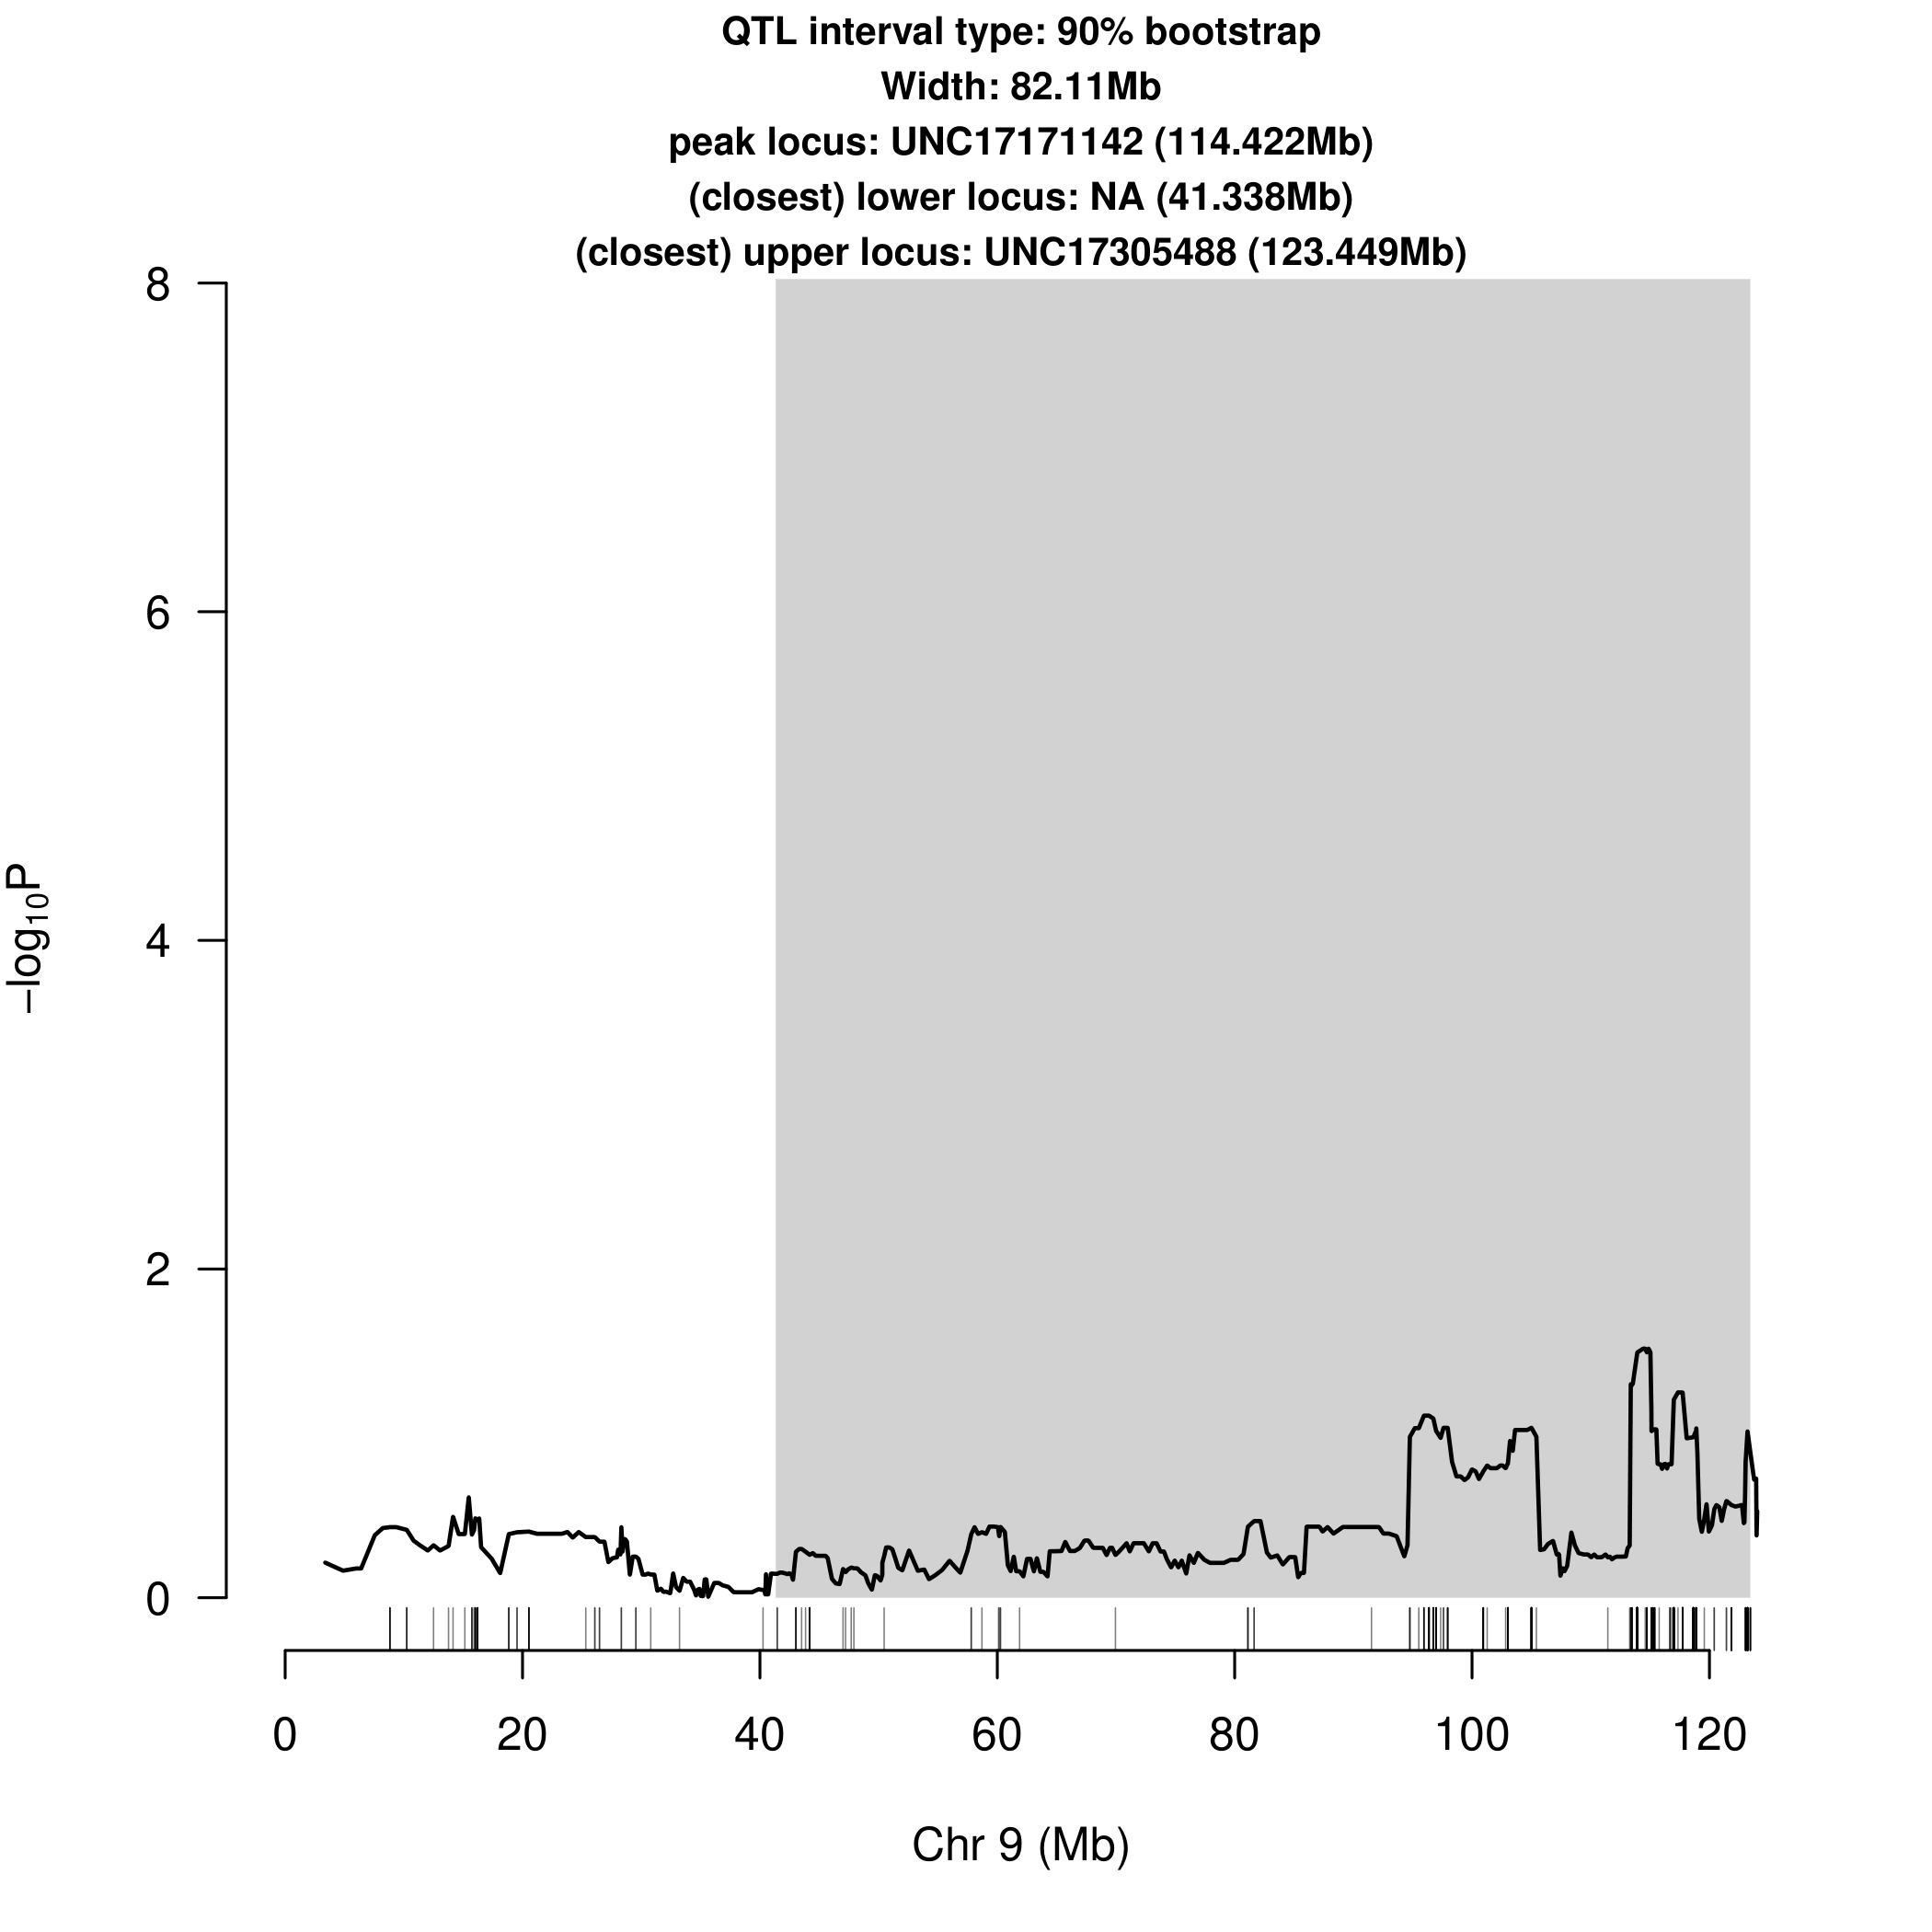 QTL interval type: 90% bootstrap
Width: 82.11Mb
peak locus: UNC17171142 (114.422Mb)
(closest) lower locus: NA (41.338Mb)
(closest) upper locus: UNC17305488 (123.449Mb)
8
6
4
2
0
−log10P
0 20 40 60 80 100 120
Chr 9 (Mb)